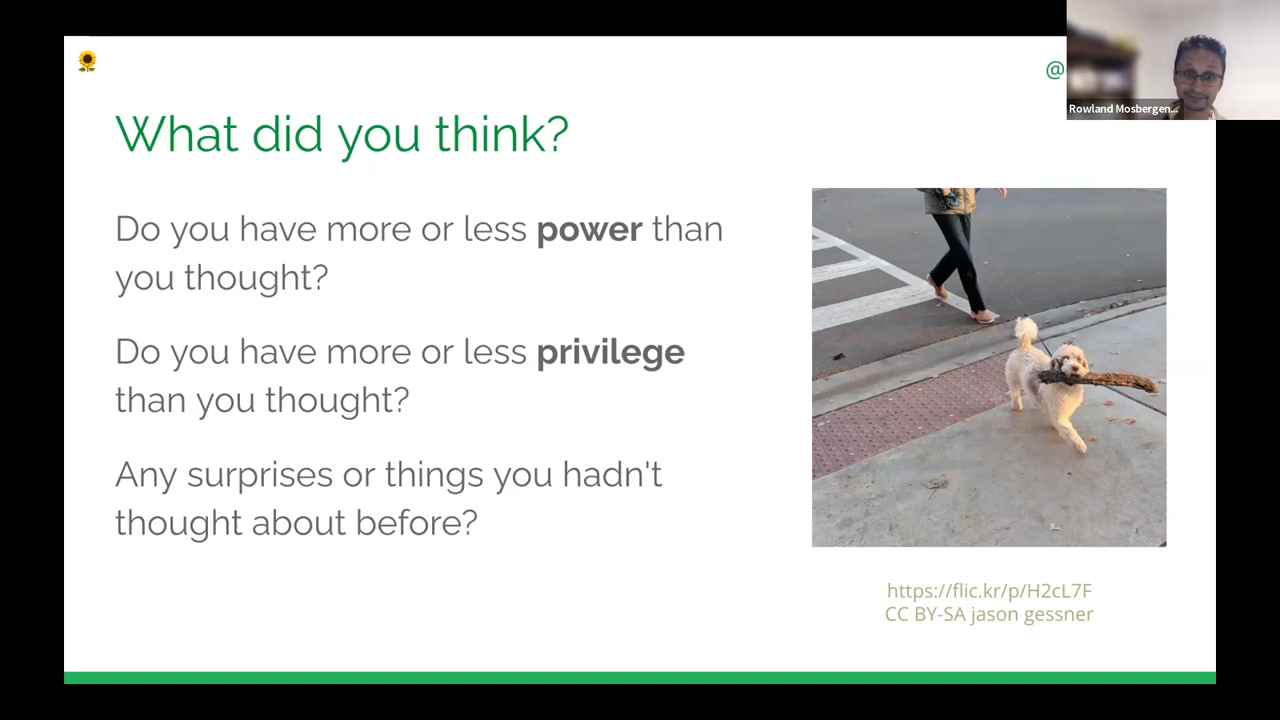 @
Rowland Mosbergen...
What did you think?
Do you have more or less power than
you thought?
Do you have more or less privilege
than you thought?
Any surprises or things you hadn't
thought about before?
https://flic.kr/p/H2cL7F
CC BY-SA jason gessner